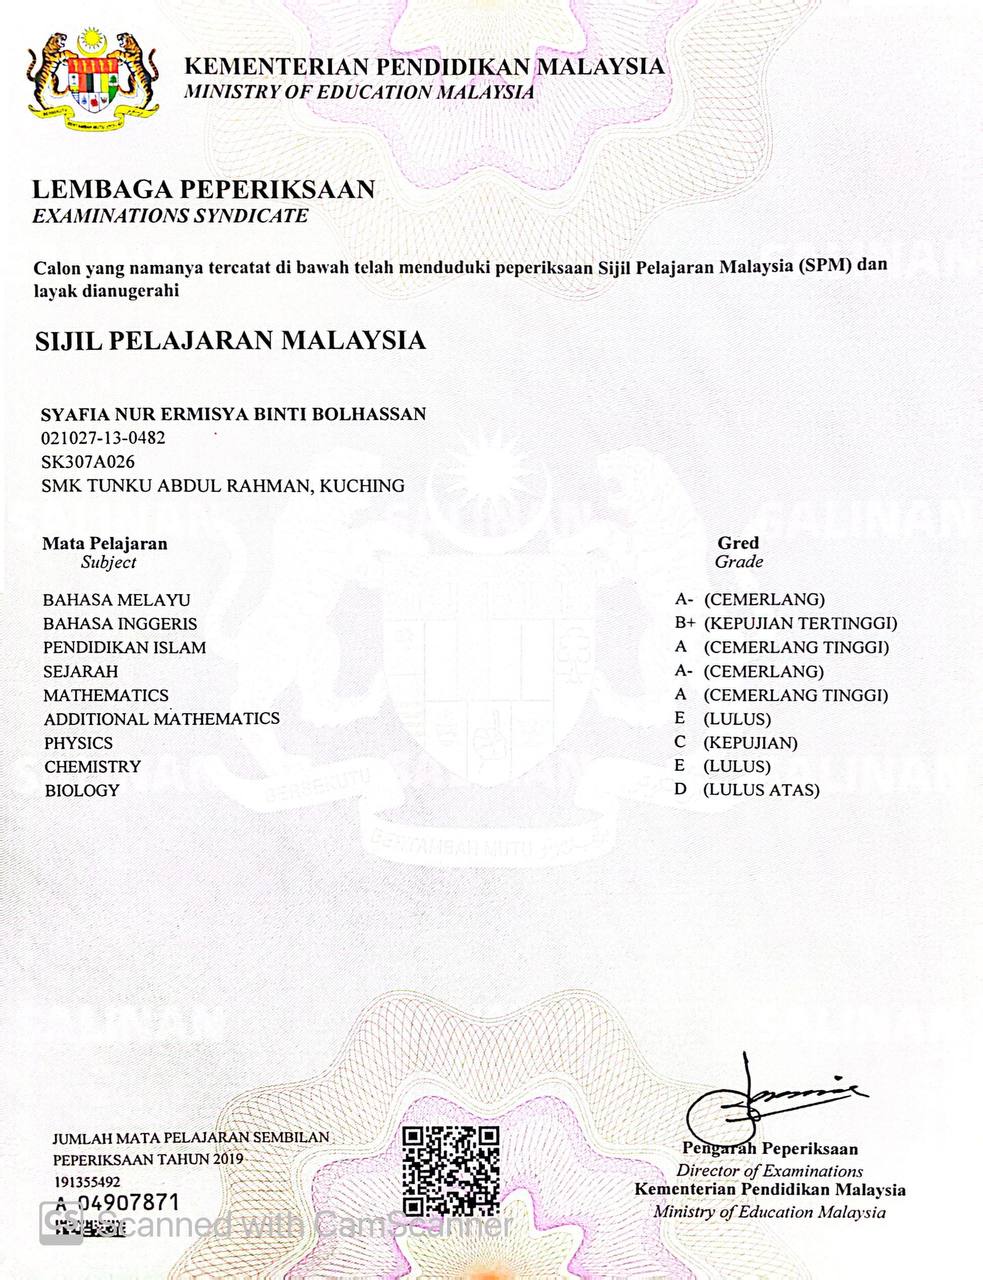 KEMENTERIAN PENDIDIKAN MALAYSIA
MINISTRY OF EDUCATION MALAYSIA
LEMBAGA PEPERIKSAAN
EXAMINATIONS SYNDICATE
Calon yang namanya tercatat di bawah telah menduduki peperiksaan Sijil Pelajaran Malaysia (SPM) dan
layak dianugerahi
SIJIL PELAJARAN MALAYSIA
SYAFIA NUR ERMISYA BINTI BOLHASSAN
021027-13-0482
SK307A026
SMK TUNKU ABDUL RAHMAN, KUCHING
Mata Pelajaran Gred
Subject Grade
BAHASA MELAYU A- (CEMERLANG)
BAHASA INGGERIS B+ (KEPUJIAN TERTINGGI)
PENDIDIKAN ISLAM A (CEMERLANG TINGGI)
SEJARAH A- (CEMERLANG)
MATHEMATICS A (CEMERLANG TINGGI)
ADDITIONAL MATHEMATICS E (LULUS)
PHYSICS C (KEPUJIAN)
CHEMISTRY E (LULUS)
BIOLOGY D (LULUS ATAS)
SALINAN
JUMLAH MATA PELAJARAN SEMBILAN
PEPERIKSAAN TAHUN 2019
191355492
A 04907871
Pengarah Peperiksaan
Director of Examinations
Kementerian Pendidikan Malaysia
Ministry of Education Malaysia
CS Scanned with CamScanner